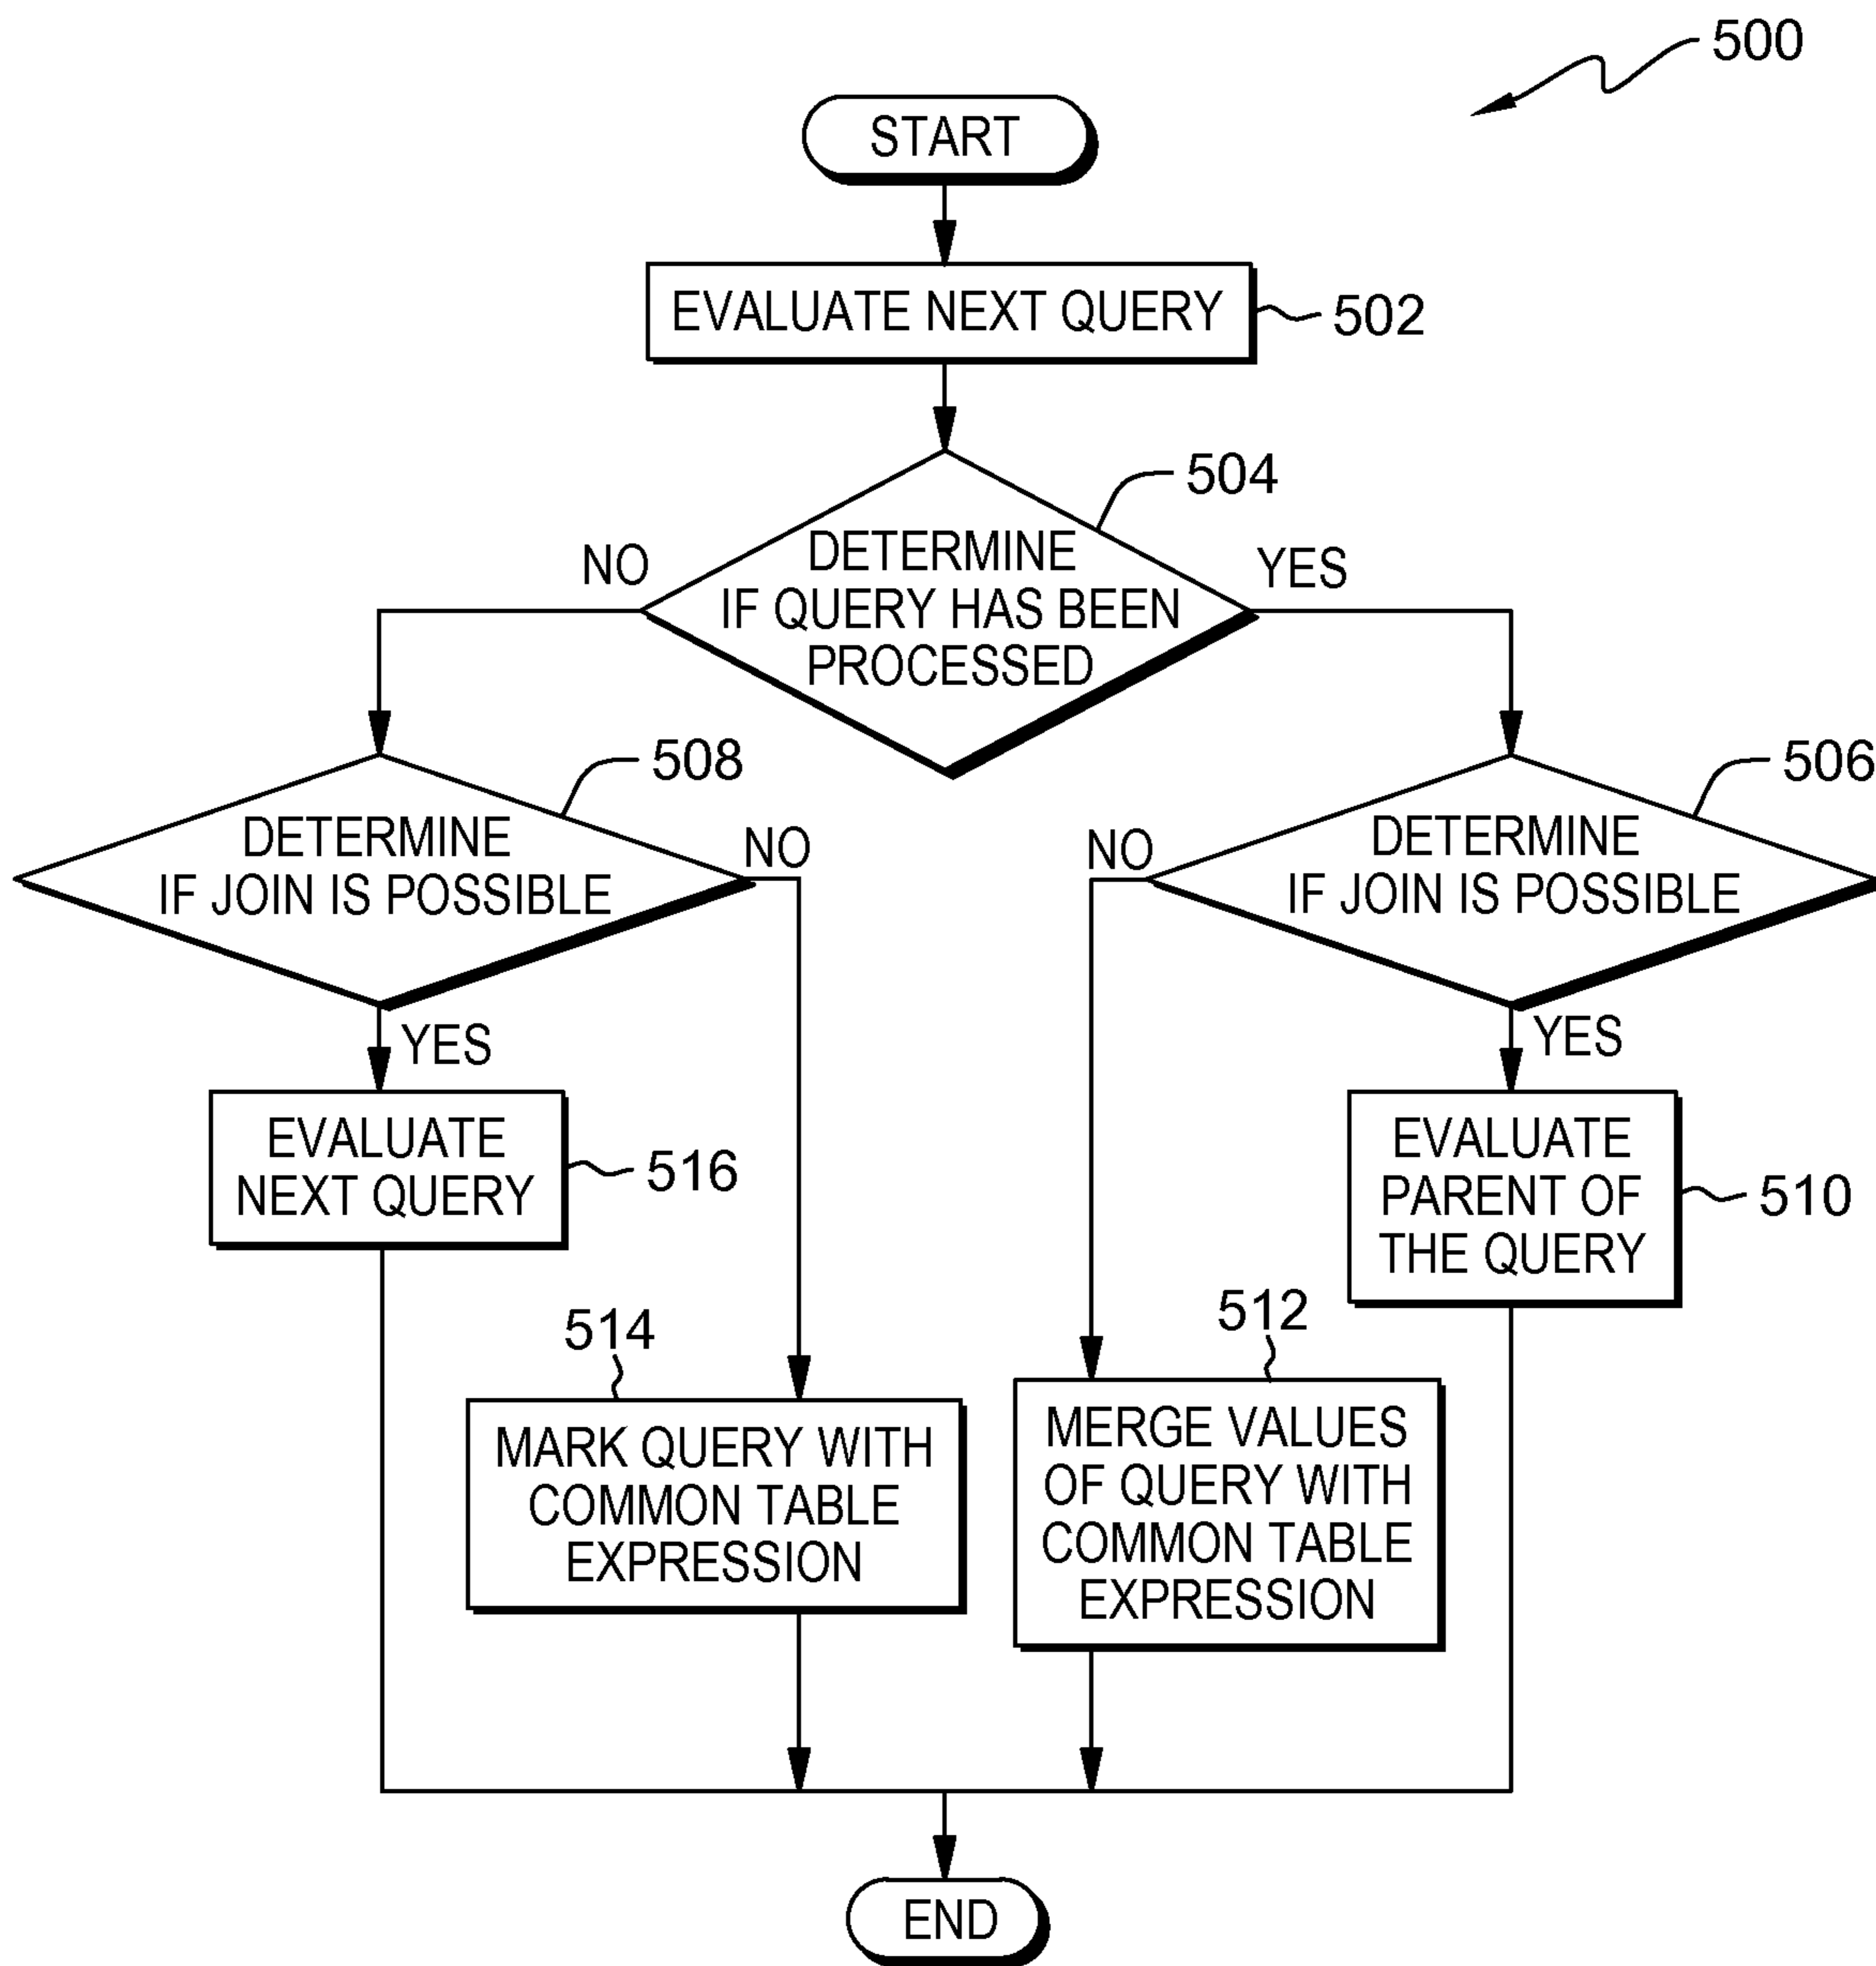 500
START
EVALUATE NEXT QUERY
502
504
DETERMINE
IF QUERY HAS BEEN
PROCESSED
NO
YES
508
DETERMINE
IF JOIN IS POSSIBLE
NO
YES
506
DETERMINE
IF JOIN IS POSSIBLE
NO
YES
EVALUATE
NEXT QUERY
516
EVALUATE
PARENT OF
THE QUERY
510
514
MARK QUERY WITH
COMMON TABLE
EXPRESSION
512
MERGE VALUES
OF QUERY WITH
COMMON TABLE
EXPRESSION
END